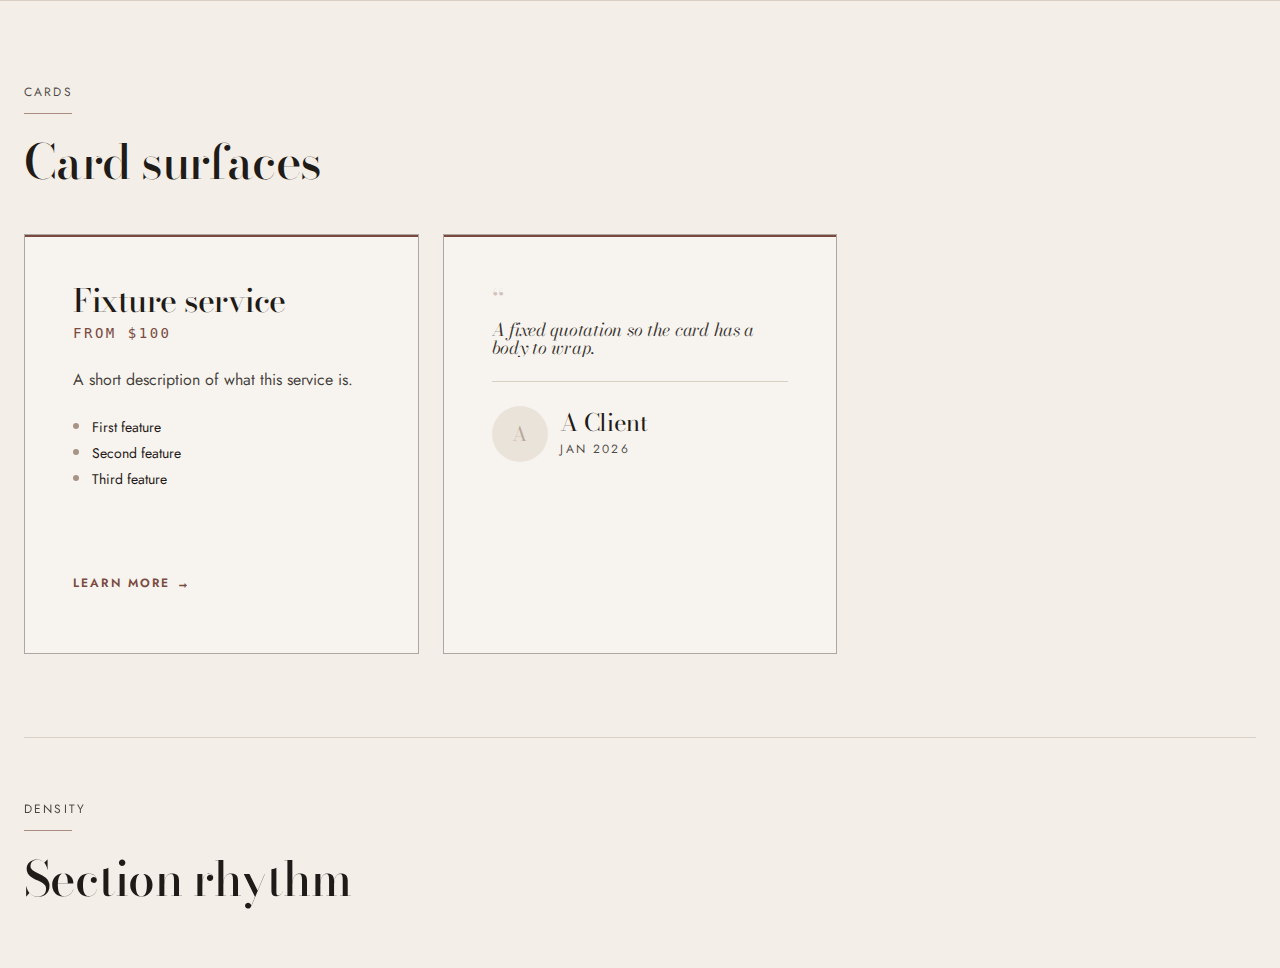 CARDS
Card surfaces
Fixture service
FROM $100
A short description of what this service is.
First feature
Second feature
Third feature
LEARN MORE →
"
A fixed quotation so the card has a
body to wrap.
A
A Client
JAN 2026
DENSITY
Section rhythm